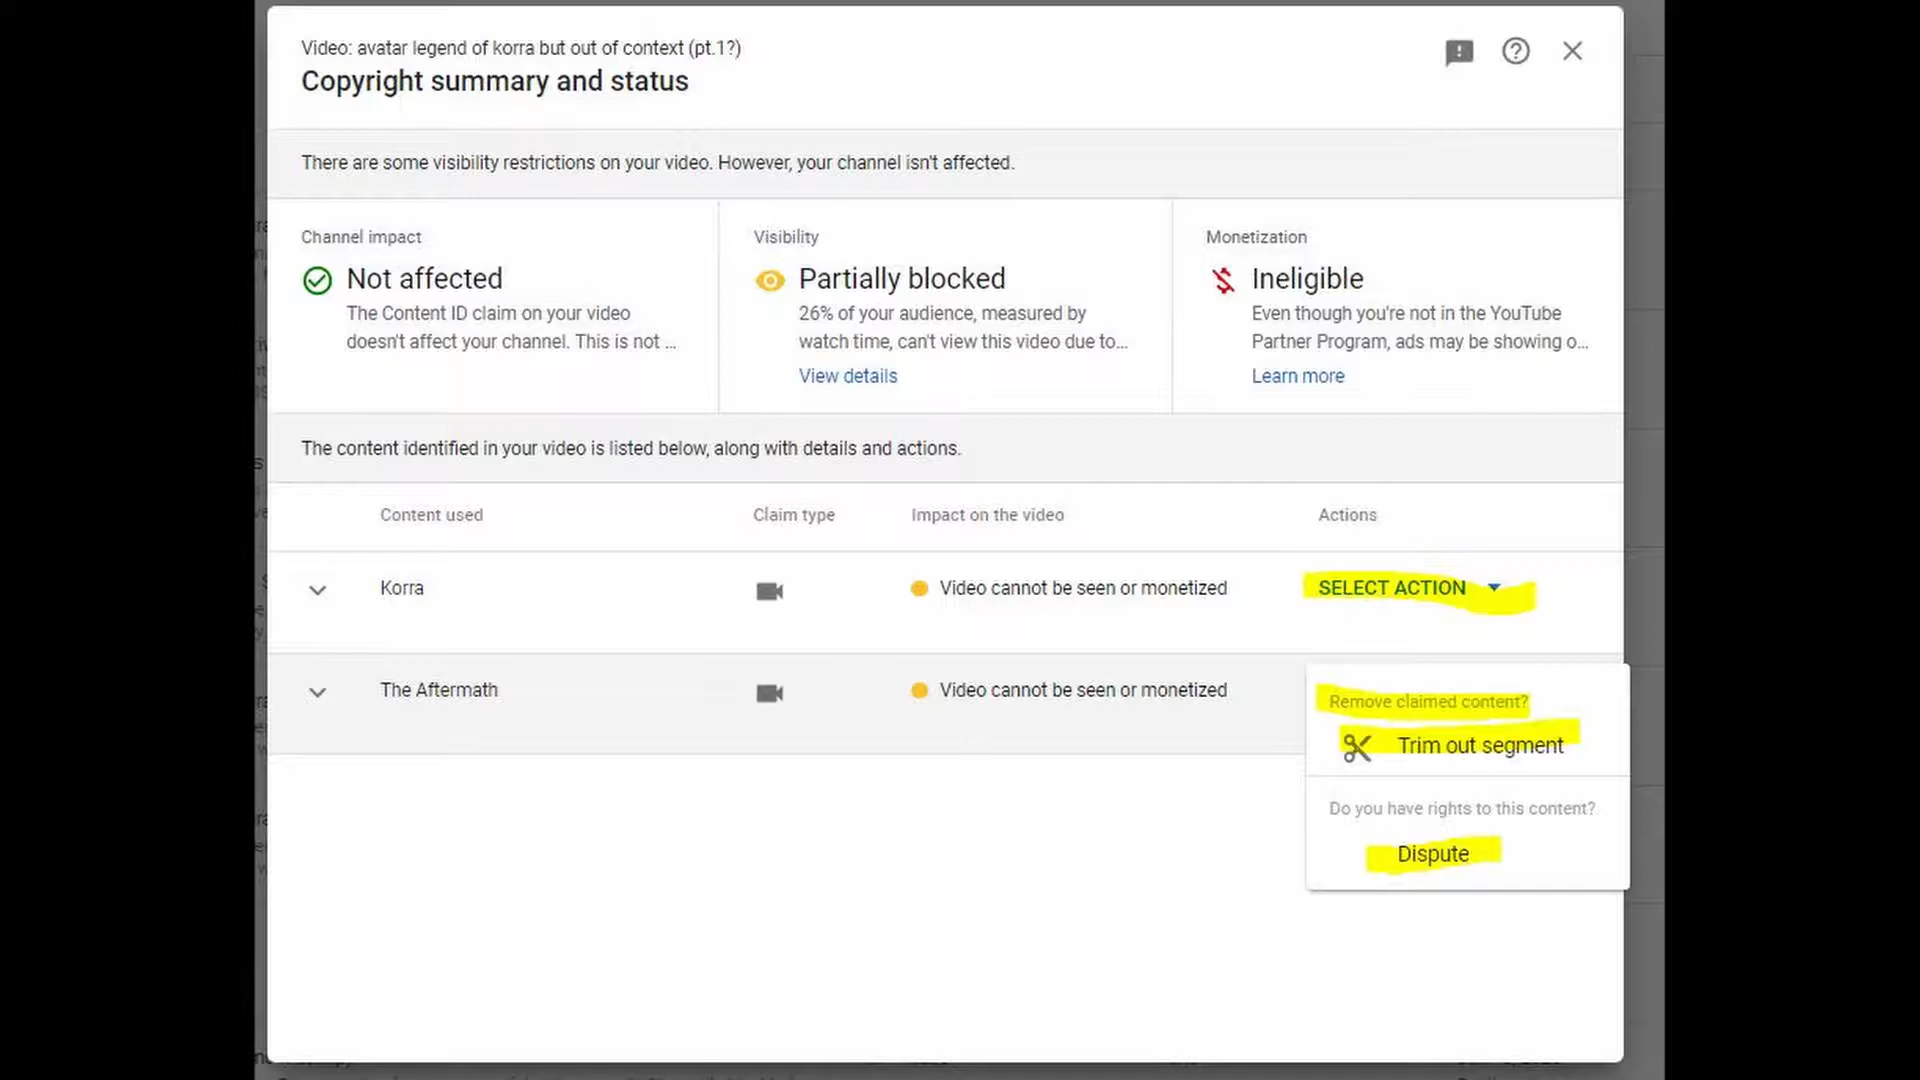 Video: avatar legend of korra but out of context (pt.1?)
Copyright summary and status
There are some visibility restrictions on your video. However, your channel isn't affected.
Channel impact
Not affected
The Content ID claim on your video
doesn't affect your channel. This is not ...
Visibility
Partially blocked
26% of your audience, measured by
watch time, can't view this video due to...
View details
Monetization
Ineligible
Even though you're not in the YouTube
Partner Program, ads may be showing o...
Learn more
The content identified in your video is listed below, along with details and actions.
Content used Claim type Impact on the video Actions
Korra Video cannot be seen or monetized SELECT ACTION
The Aftermath Video cannot be seen or monetized
Remove claimed content?
Trim out segment
Do you have rights to this content?
Dispute